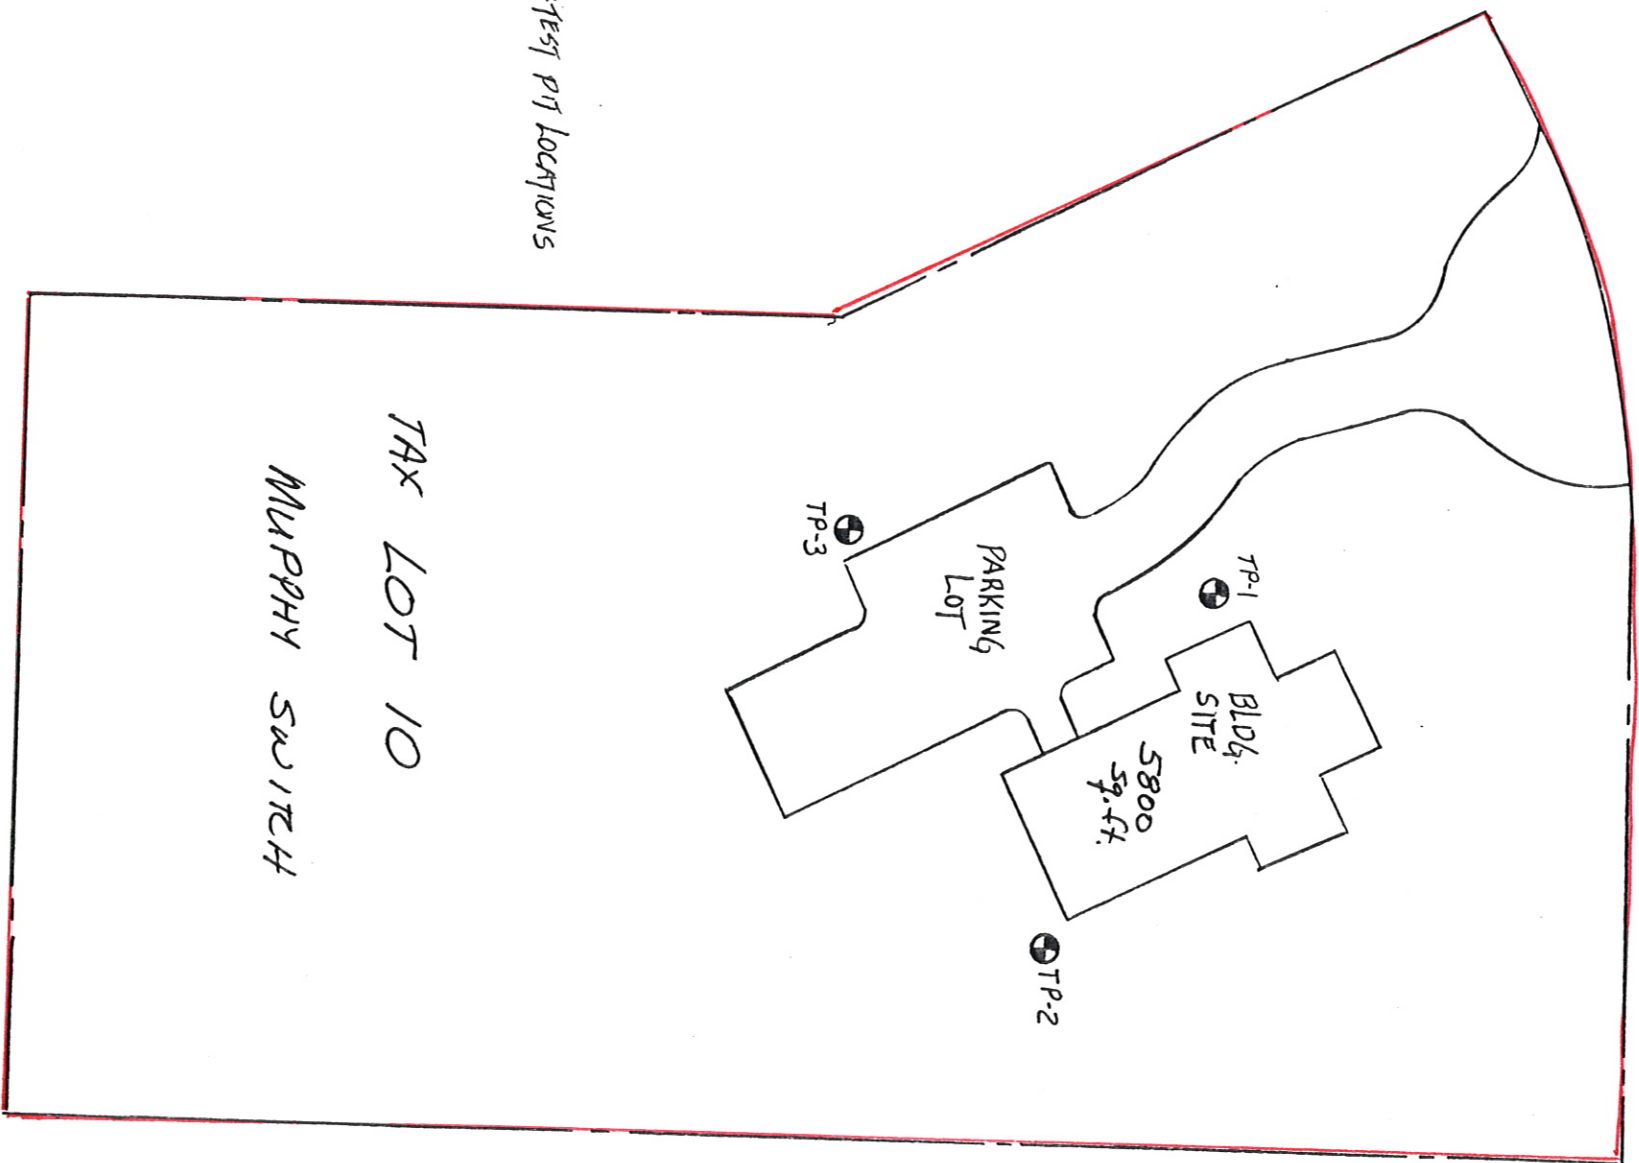 =TEST PIT LOCATIONS
TP-1
BLDG.
SITE
5800
sq.ft.
TP-2
PARKING
LOT
TP-3
TAX LOT 10
MURPHY SWITCH